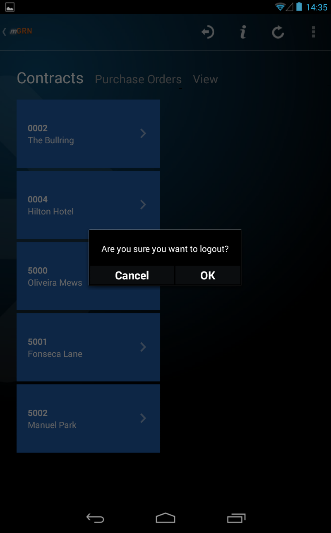 14:35
mGRN
Contracts Purchase Orders View
0002
The Bullring
0004
Hilton Hotel
5000
Oliveira Mews
5001
Fonseca Lane
5002
Manuel Park
Are you sure you want to logout?
Cancel OK